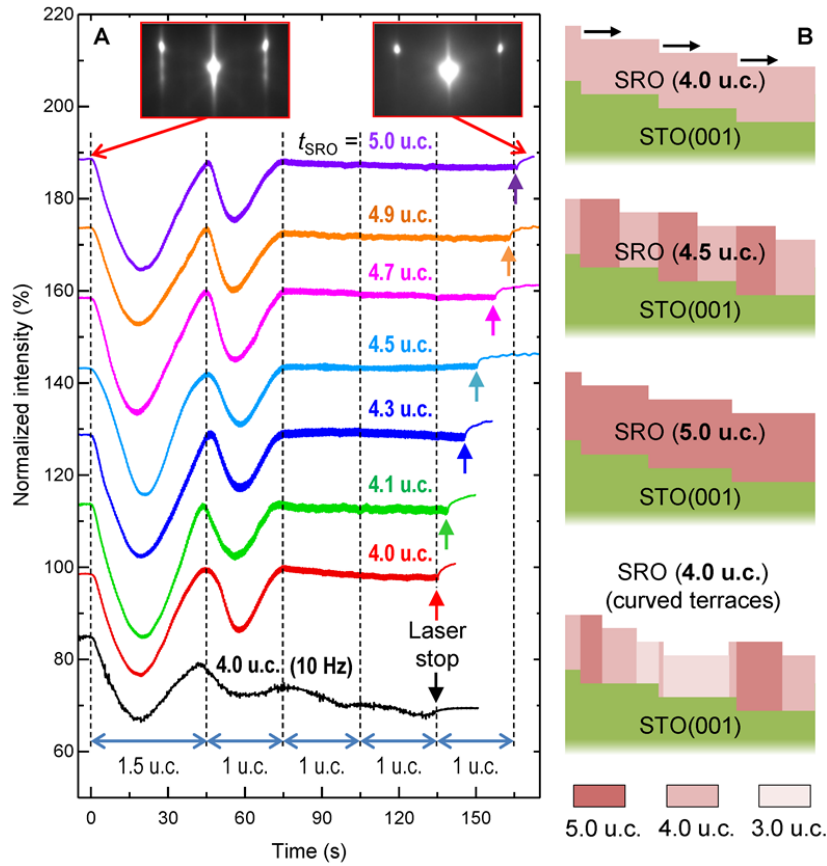 A
220
200
180
160
140
120
100
80
60
Normalized intensity (%)
t_SRO = 5.0 u.c.
4.9 u.c.
4.7 u.c.
4.5 u.c.
4.3 u.c.
4.1 u.c.
4.0 u.c.
Laser
stop
4.0 u.c. (10 Hz)
1.5 u.c. 1 u.c. 1 u.c. 1 u.c. 1 u.c.
0 30 60 90 120 150
Time (s)
B
SRO (4.0 u.c.)
STO(001)
SRO (4.5 u.c.)
STO(001)
SRO (5.0 u.c.)
STO(001)
SRO (4.0 u.c.)
(curved terraces)
STO(001)
5.0 u.c. 4.0 u.c. 3.0 u.c.